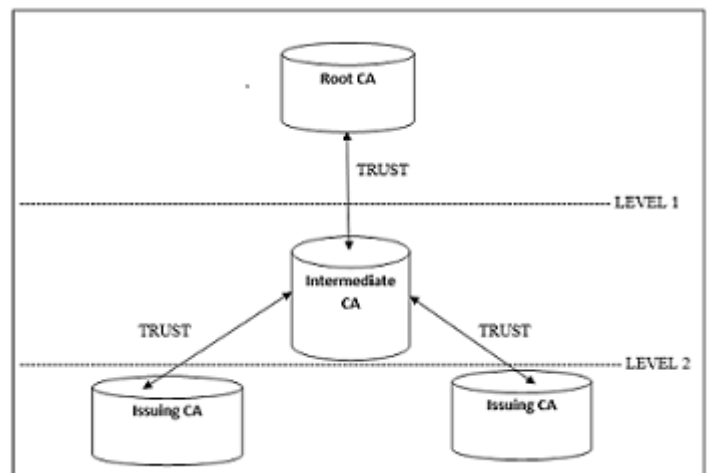 Root CA
TRUST
LEVEL 1
Intermediate
CA
TRUST
TRUST
LEVEL 2
Issuing CA
Issuing CA